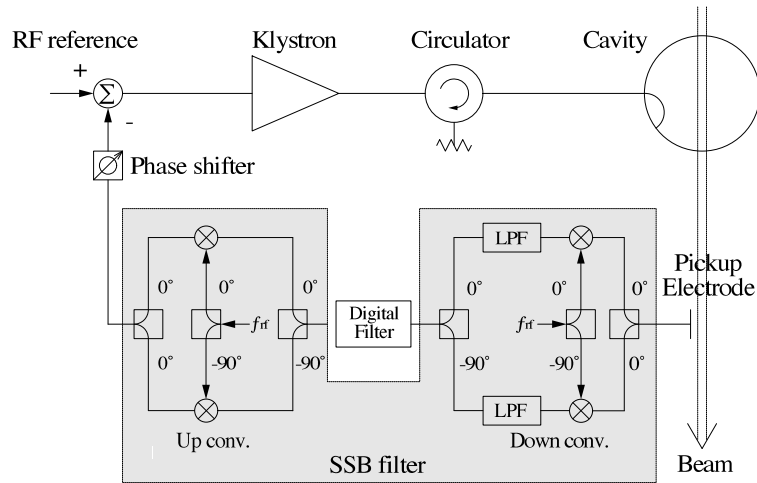 RF reference
Klystron
Circulator
Cavity
+
Σ
-
Phase shifter
LPF
Pickup
Electrode
0°
0°
0°
0°
0°
0°
Digital
Filter
frf
frf
0°
-90°
-90°
-90°
-90°
0°
LPF
Up conv.
Down conv.
SSB filter
Beam